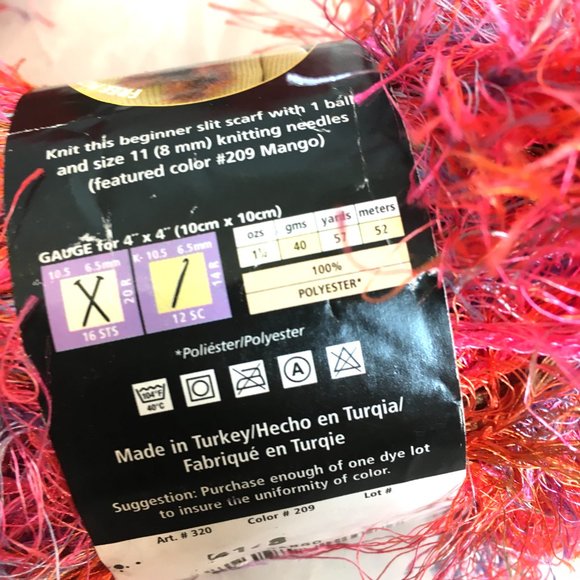 Knit this beginner slit scarf with 1 ball
and size 11 (8 mm) knitting needles
(featured color #209 Mango)
GAUGE for 4" x 4" (10cm x 10cm)
10.5 6.5mm
20 R
16 STS
K- 10.5 6.5mm
14 R
12 SC
ozs gms yards meters
1¼ 40 57 52
100%
POLYESTER*
*Poliéster/Polyester
104°F
40°C
A
Made in Turkey/Hecho en Turqia/
Fabriqué en Turqie
Suggestion: Purchase enough of one dye lot
to insure the uniformity of color.
Art. # 320 Color # 209 Lot #